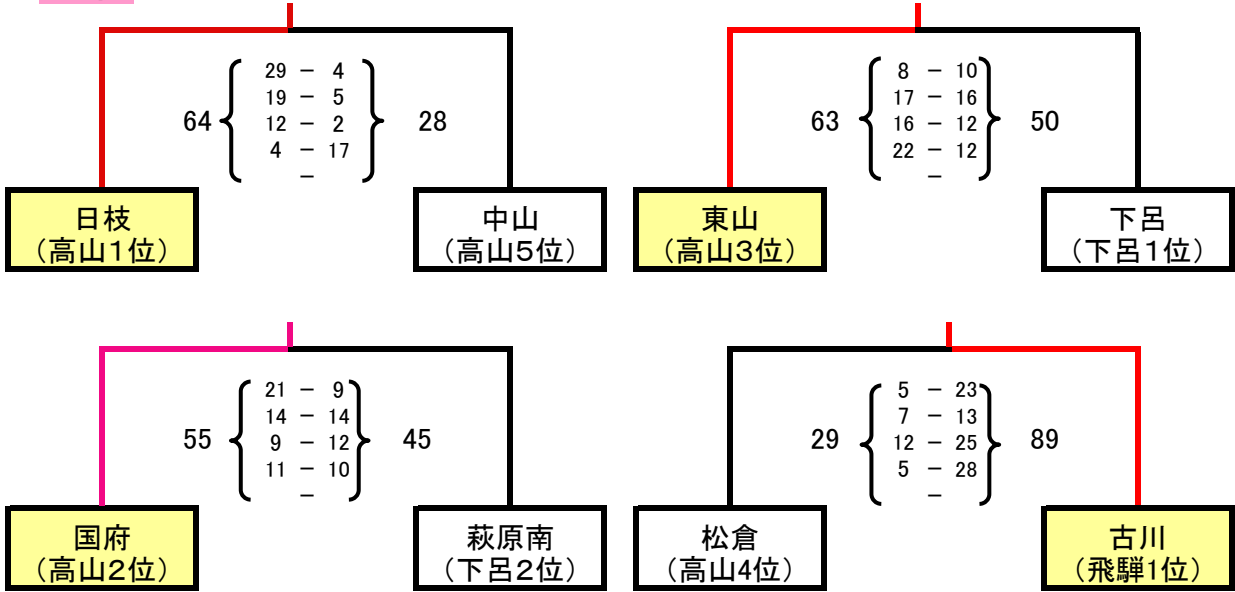 29 － 4
19 － 5
64 { 12 － 2 } 28
4 － 17
－
日枝
（高山1位）
中山
（高山5位）
8 － 10
17 － 16
63 { 16 － 12 } 50
22 － 12
－
東山
（高山3位）
下呂
（下呂1位）
21 － 9
14 － 14
55 { 9 － 12 } 45
11 － 10
－
国府
（高山2位）
萩原南
（下呂2位）
5 － 23
7 － 13
29 { 12 － 25 } 89
5 － 28
－
松倉
（高山4位）
古川
（飛騨1位）